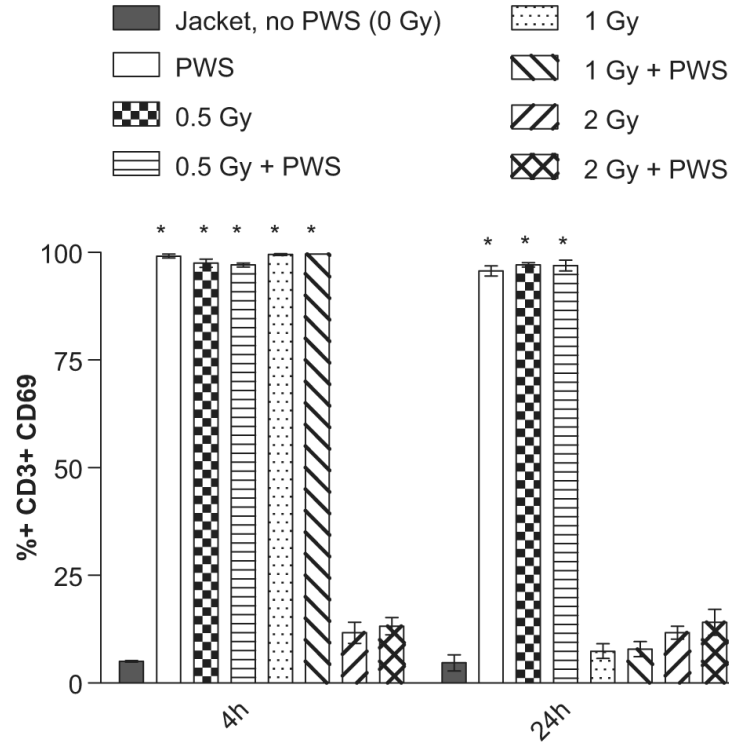 Jacket, no PWS (0 Gy)
PWS
0.5 Gy
0.5 Gy + PWS
1 Gy
1 Gy + PWS
2 Gy
2 Gy + PWS
* * * * *
* * *
100
75
50
25
0
%+ CD3+ CD69
4h
24h